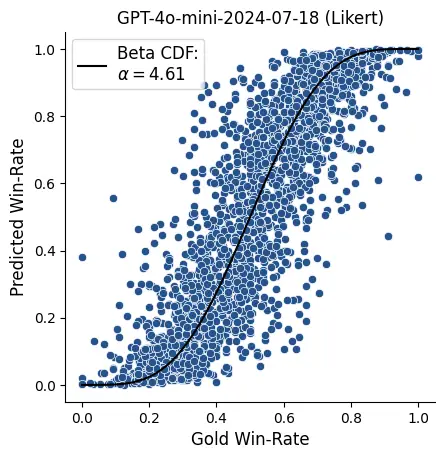 GPT-4o-mini-2024-07-18 (Likert)
Beta CDF:
α = 4.61
Predicted Win-Rate
1.0
0.8
0.6
0.4
0.2
0.0
0.0 0.2 0.4 0.6 0.8 1.0
Gold Win-Rate